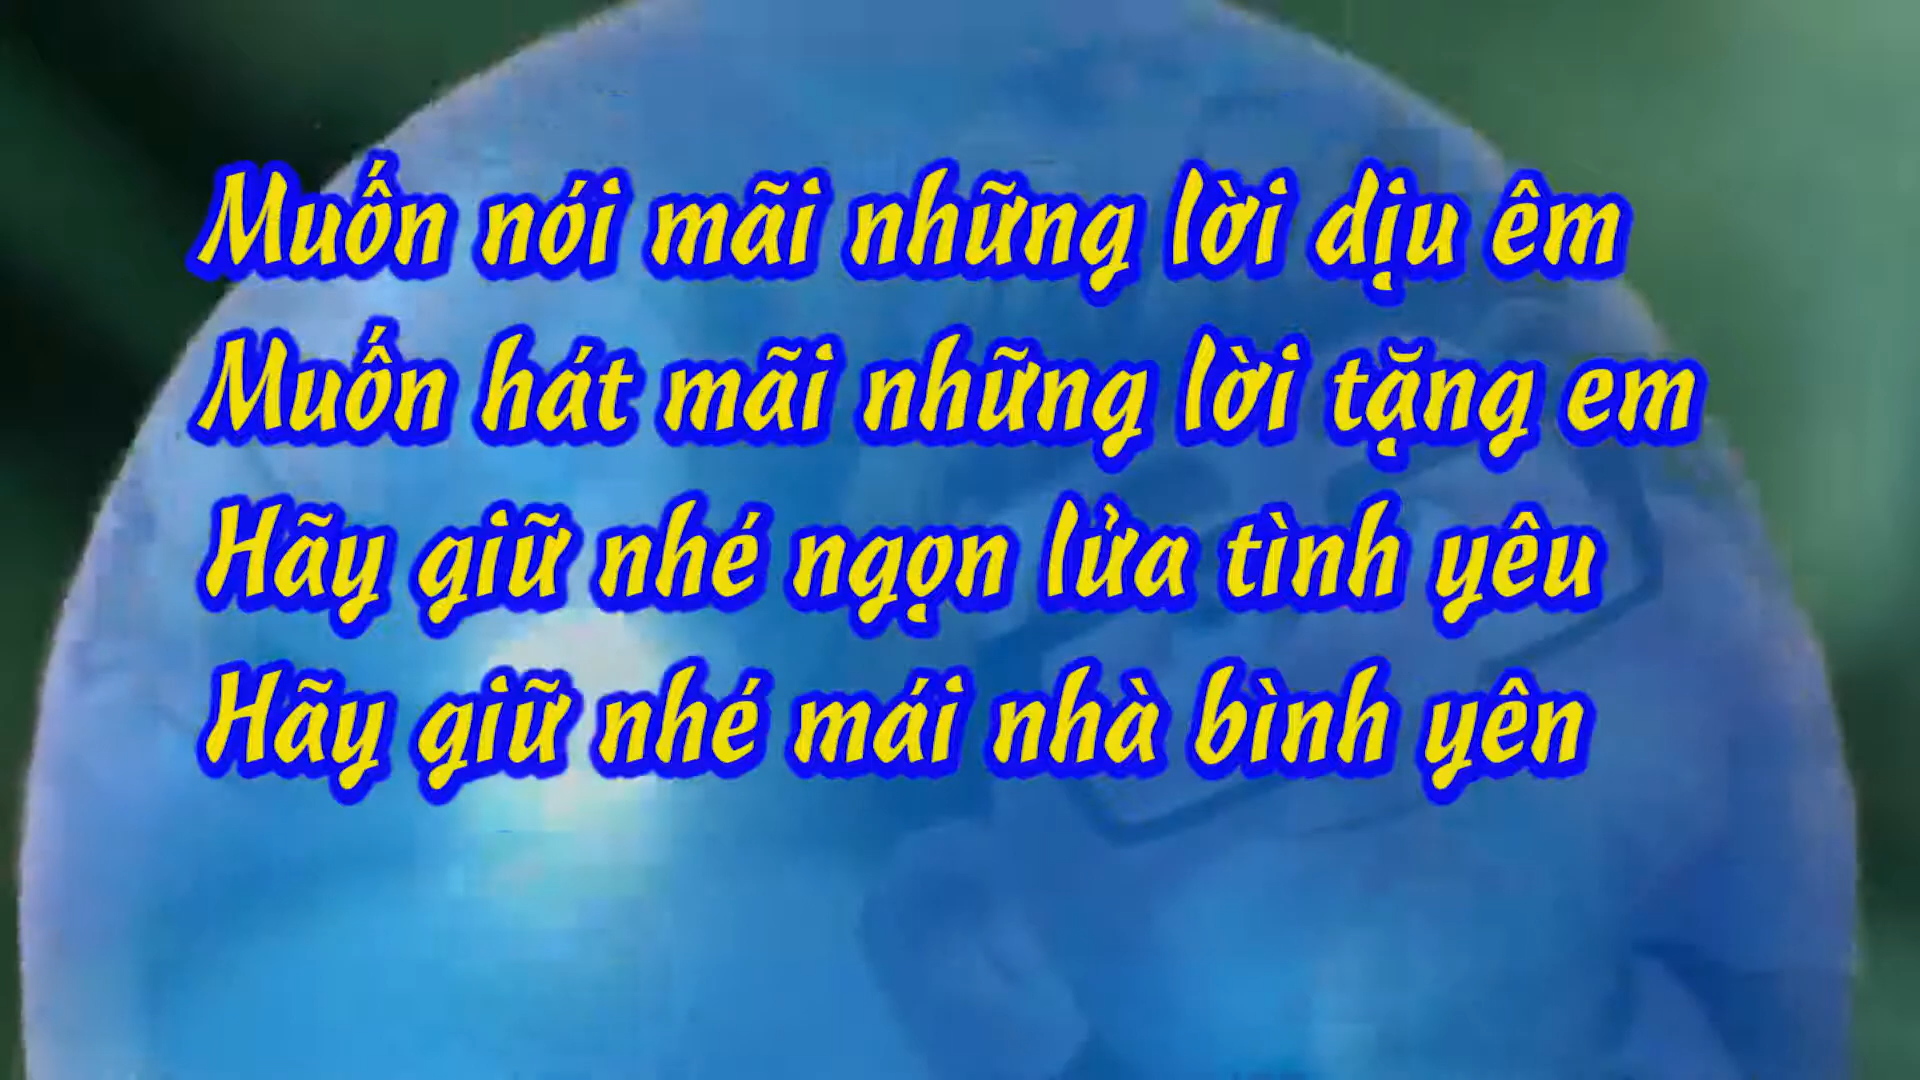 Muốn nói mãi những lời dịu êm
Muốn hát mãi những lời tặng em
Hãy giữ nhé ngọn lửa tình yêu
Hãy giữ nhé mái nhà bình yên